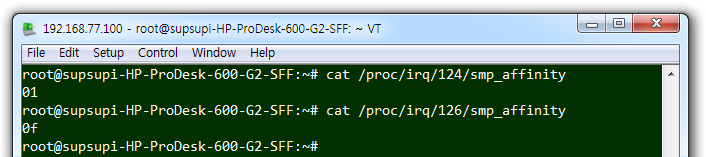 192.168.77.100 - root@supsupi-HP-ProDesk-600-G2-SFF: ~ VT
File Edit Setup Control Window Help
root@supsupi-HP-ProDesk-600-G2-SFF:~# cat /proc/irq/124/smp_affinity
01
root@supsupi-HP-ProDesk-600-G2-SFF:~# cat /proc/irq/126/smp_affinity
0f
root@supsupi-HP-ProDesk-600-G2-SFF:~#